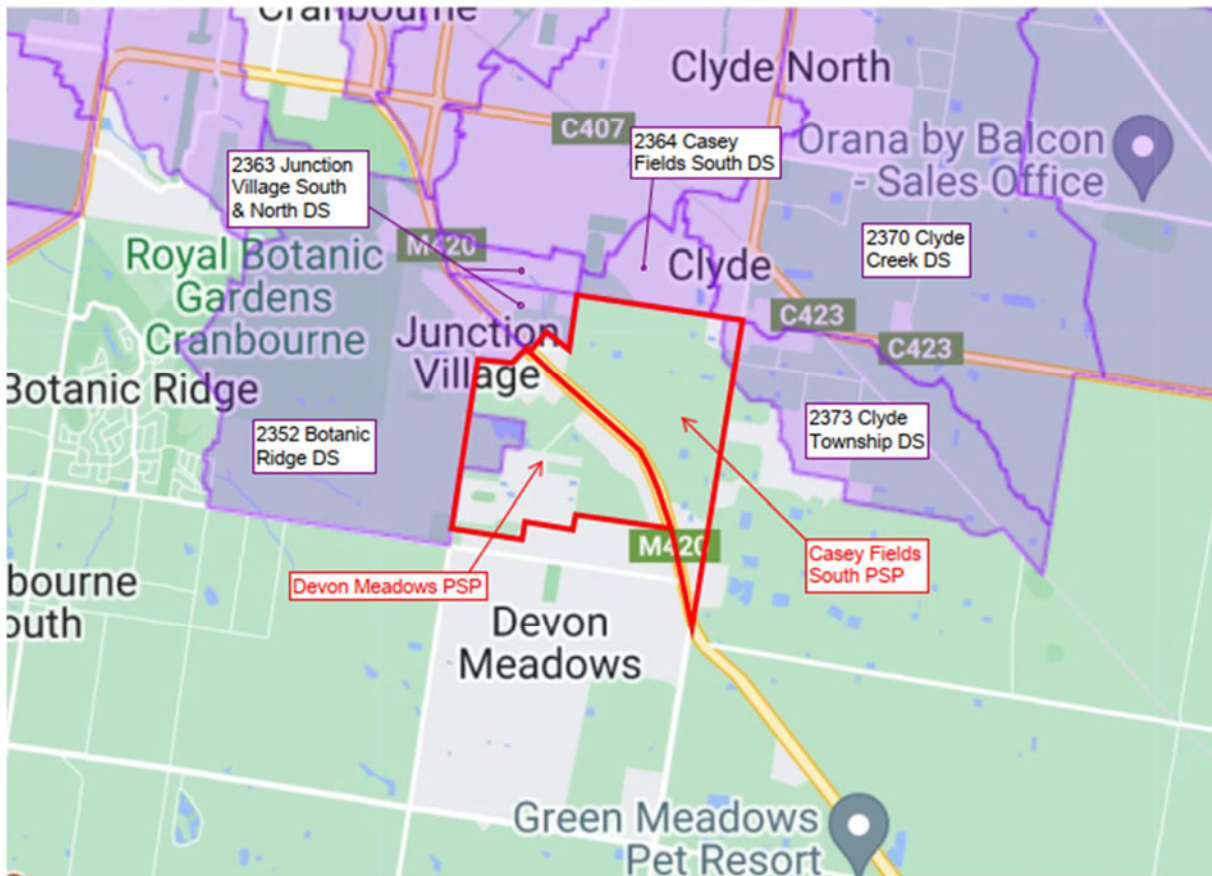 Cranbourne
Clyde North
C407
2364 Casey
Fields South DS
Orana by Balcon
- Sales Office
2363 Junction
Village South
& North DS
M420
Royal Botanic
Gardens
Cranbourne
Clyde
2370 Clyde
Creek DS
C423
C423
Junction
Village
Botanic Ridge
2352 Botanic
Ridge DS
2373 Clyde
Township DS
M420
Casey Fields
South PSP
Devon Meadows PSP
bourne
outh
Devon
Meadows
Green Meadows
Pet Resort